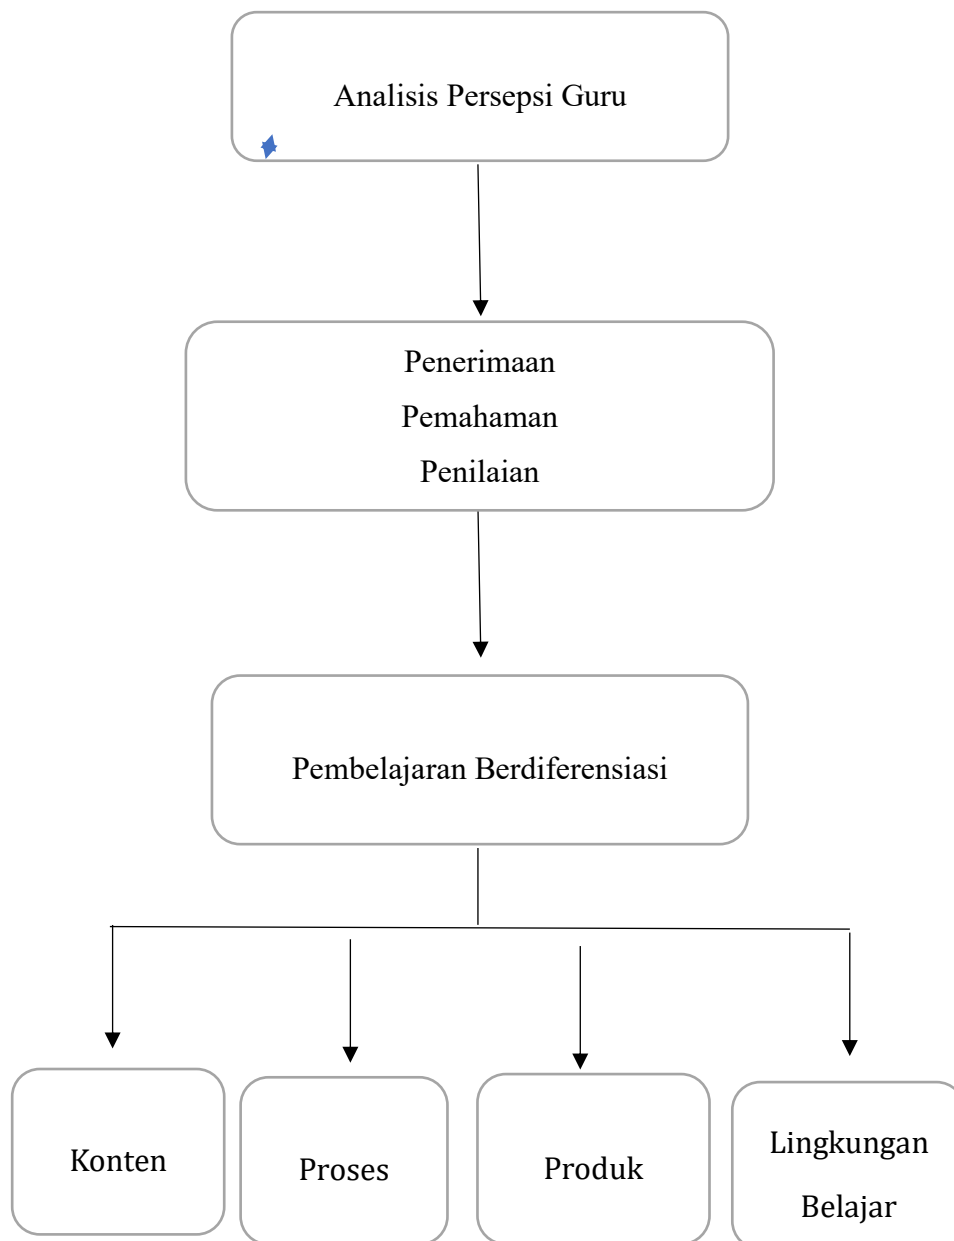 Analisis Persepsi Guru
Penerimaan
Pemahaman
Penilaian
Pembelajaran Berdiferensiasi
Konten
Proses
Produk
Lingkungan
Belajar